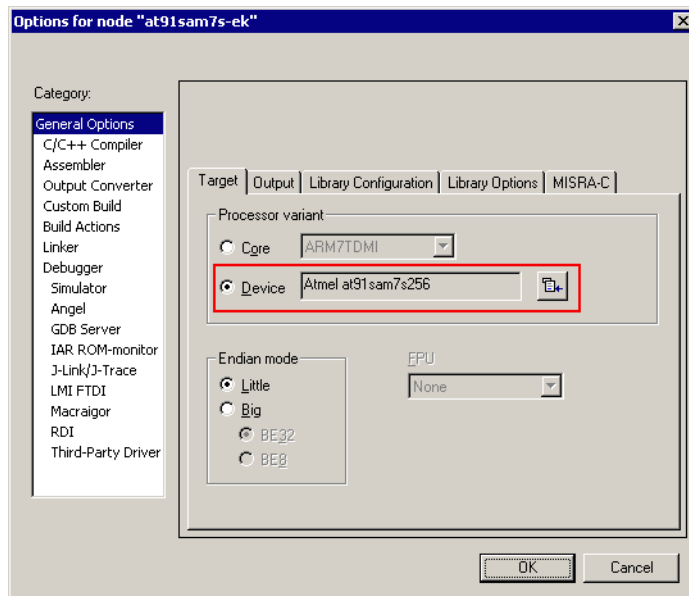 Options for node "at91sam7s-ek"
Category:
General Options
C/C++ Compiler
Assembler
Output Converter
Custom Build
Build Actions
Linker
Debugger
Simulator
Angel
GDB Server
IAR ROM-monitor
J-Link/J-Trace
LMI FTDI
Macraigor
RDI
Third-Party Driver
Target Output Library Configuration Library Options MISRA-C
Processor variant
Core ARM7TDMI
Device Atmel at91sam7s256
Endian mode
Little
Big
BE32
BE8
FPU
None
OK Cancel